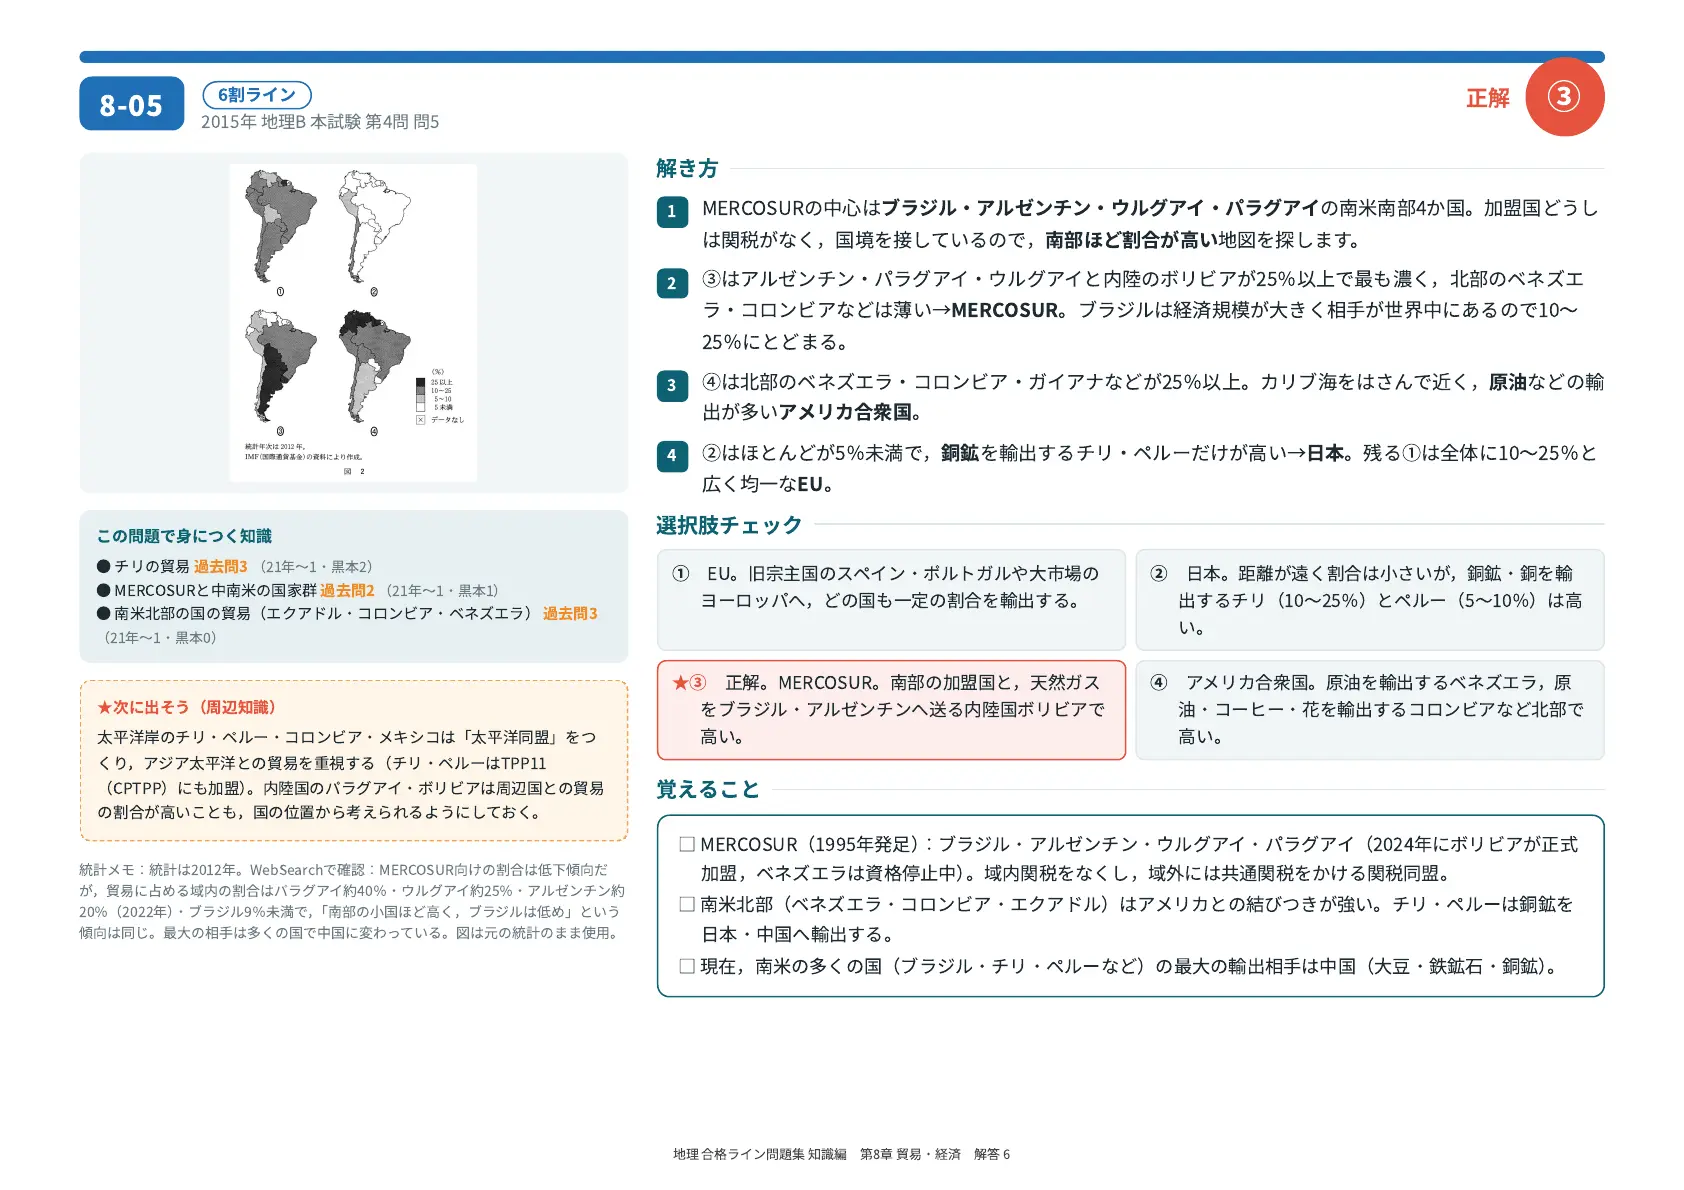 8-05
6割ライン
2015年 地理B 本試験 第4問 問5
正解
③
①
②
③
④
(%)
25 以上
10～25
5～10
5 未満
データなし
統計年次は 2012 年。
IMF(国際通貨基金)の資料により作成。
図 2
この問題で身につく知識
● チリの貿易 過去問3 （21年～1・黒本2）
● MERCOSURと中南米の国家群 過去問2 （21年～1・黒本1）
● 南米北部の国の貿易（エクアドル・コロンビア・ベネズエラ） 過去問3
（21年～1・黒本0）
★次に出そう（周辺知識）
太平洋岸のチリ・ペルー・コロンビア・メキシコは「太平洋同盟」をつ
くり，アジア太平洋との貿易を重視する（チリ・ペルーはTPP11
（CPTPP）にも加盟）。内陸国のパラグアイ・ボリビアは周辺国との貿易
の割合が高いことも，国の位置から考えられるようにしておく。
統計メモ：統計は2012年。WebSearchで確認：MERCOSUR向けの割合は低下傾向だ
が，貿易に占める域内の割合はパラグアイ約40％・ウルグアイ約25％・アルゼンチン約
20％（2022年）・ブラジル9％未満で，「南部の小国ほど高く，ブラジルは低め」という
傾向は同じ。最大の相手は多くの国で中国に変わっている。図は元の統計のまま使用。
解き方
1 MERCOSURの中心はブラジル・アルゼンチン・ウルグアイ・パラグアイの南米南部4か国。加盟国どうし
は関税がなく，国境を接しているので，南部ほど割合が高い地図を探します。
2 ③はアルゼンチン・パラグアイ・ウルグアイと内陸のボリビアが25％以上で最も濃く，北部のベネズエ
ラ・コロンビアなどは薄い→MERCOSUR。ブラジルは経済規模が大きく相手が世界中にあるので10～
25％にとどまる。
3 ④は北部のベネズエラ・コロンビア・ガイアナなどが25％以上。カリブ海をはさんで近く，原油などの輸
出が多いアメリカ合衆国。
4 ②はほとんどが5％未満で，銅鉱を輸出するチリ・ペルーだけが高い→日本。残る①は全体に10～25％と
広く均一なEU。
選択肢チェック
① EU。旧宗主国のスペイン・ポルトガルや大市場の
ヨーロッパへ，どの国も一定の割合を輸出する。
② 日本。距離が遠く割合は小さいが，銅鉱・銅を輸
出するチリ（10～25％）とペルー（5～10％）は高
い。
★③ 正解。MERCOSUR。南部の加盟国と，天然ガス
をブラジル・アルゼンチンへ送る内陸国ボリビアで
高い。
④ アメリカ合衆国。原油を輸出するベネズエラ，原
油・コーヒー・花を輸出するコロンビアなど北部で
高い。
覚えること
□ MERCOSUR（1995年発足）：ブラジル・アルゼンチン・ウルグアイ・パラグアイ（2024年にボリビアが正式
加盟，ベネズエラは資格停止中）。域内関税をなくし，域外には共通関税をかける関税同盟。
□ 南米北部（ベネズエラ・コロンビア・エクアドル）はアメリカとの結びつきが強い。チリ・ペルーは銅鉱を
日本・中国へ輸出する。
□ 現在，南米の多くの国（ブラジル・チリ・ペルーなど）の最大の輸出相手は中国（大豆・鉄鉱石・銅鉱）。
地理 合格ライン問題集 知識編 第8章 貿易・経済 解答 6